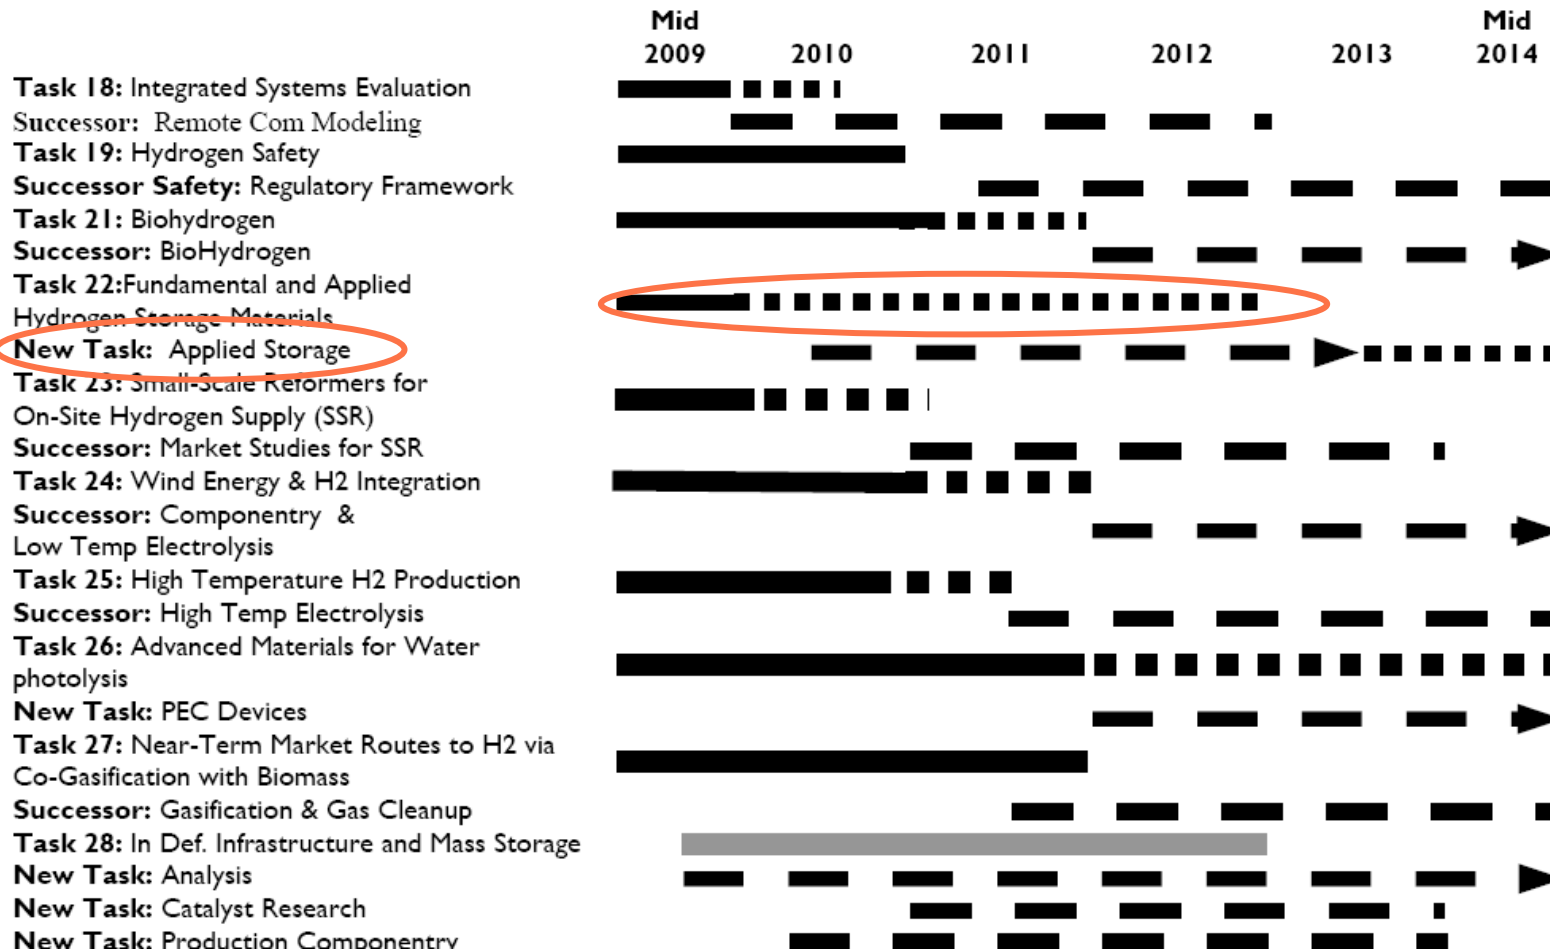 Mid Mid
2009 2010 2011 2012 2013 2014
Task 18: Integrated Systems Evaluation
Successor: Remote Com Modeling
Task 19: Hydrogen Safety
Successor Safety: Regulatory Framework
Task 21: Biohydrogen
Successor: BioHydrogen
Task 22:Fundamental and Applied
Hydrogen Storage Materials
New Task: Applied Storage
Task 23: Small-Scale Reformers for
On-Site Hydrogen Supply (SSR)
Successor: Market Studies for SSR
Task 24: Wind Energy & H2 Integration
Successor: Componentry &
Low Temp Electrolysis
Task 25: High Temperature H2 Production
Successor: High Temp Electrolysis
Task 26: Advanced Materials for Water
photolysis
New Task: PEC Devices
Task 27: Near-Term Market Routes to H2 via
Co-Gasification with Biomass
Successor: Gasification & Gas Cleanup
Task 28: In Def. Infrastructure and Mass Storage
New Task: Analysis
New Task: Catalyst Research
New Task: Production Componentry